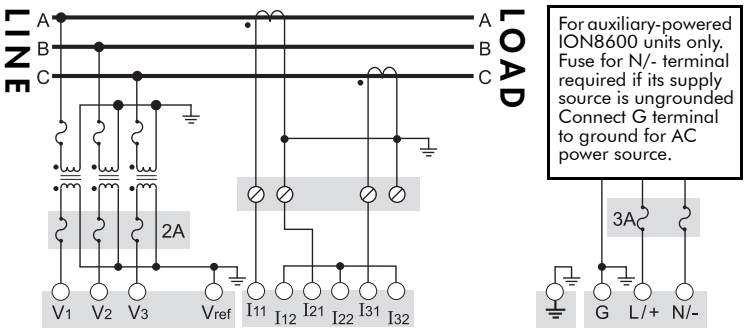 LINE
A
B
C
A
B
C
LOAD
For auxiliary-powered
ION8600 units only.
Fuse for N/- terminal
required if its supply
source is ungrounded
Connect G terminal
to ground for AC
power source.
2A
3A
V1
V2
V3
Vref
I11
I12
I21
I22
I31
I32
G
L/+
N/-